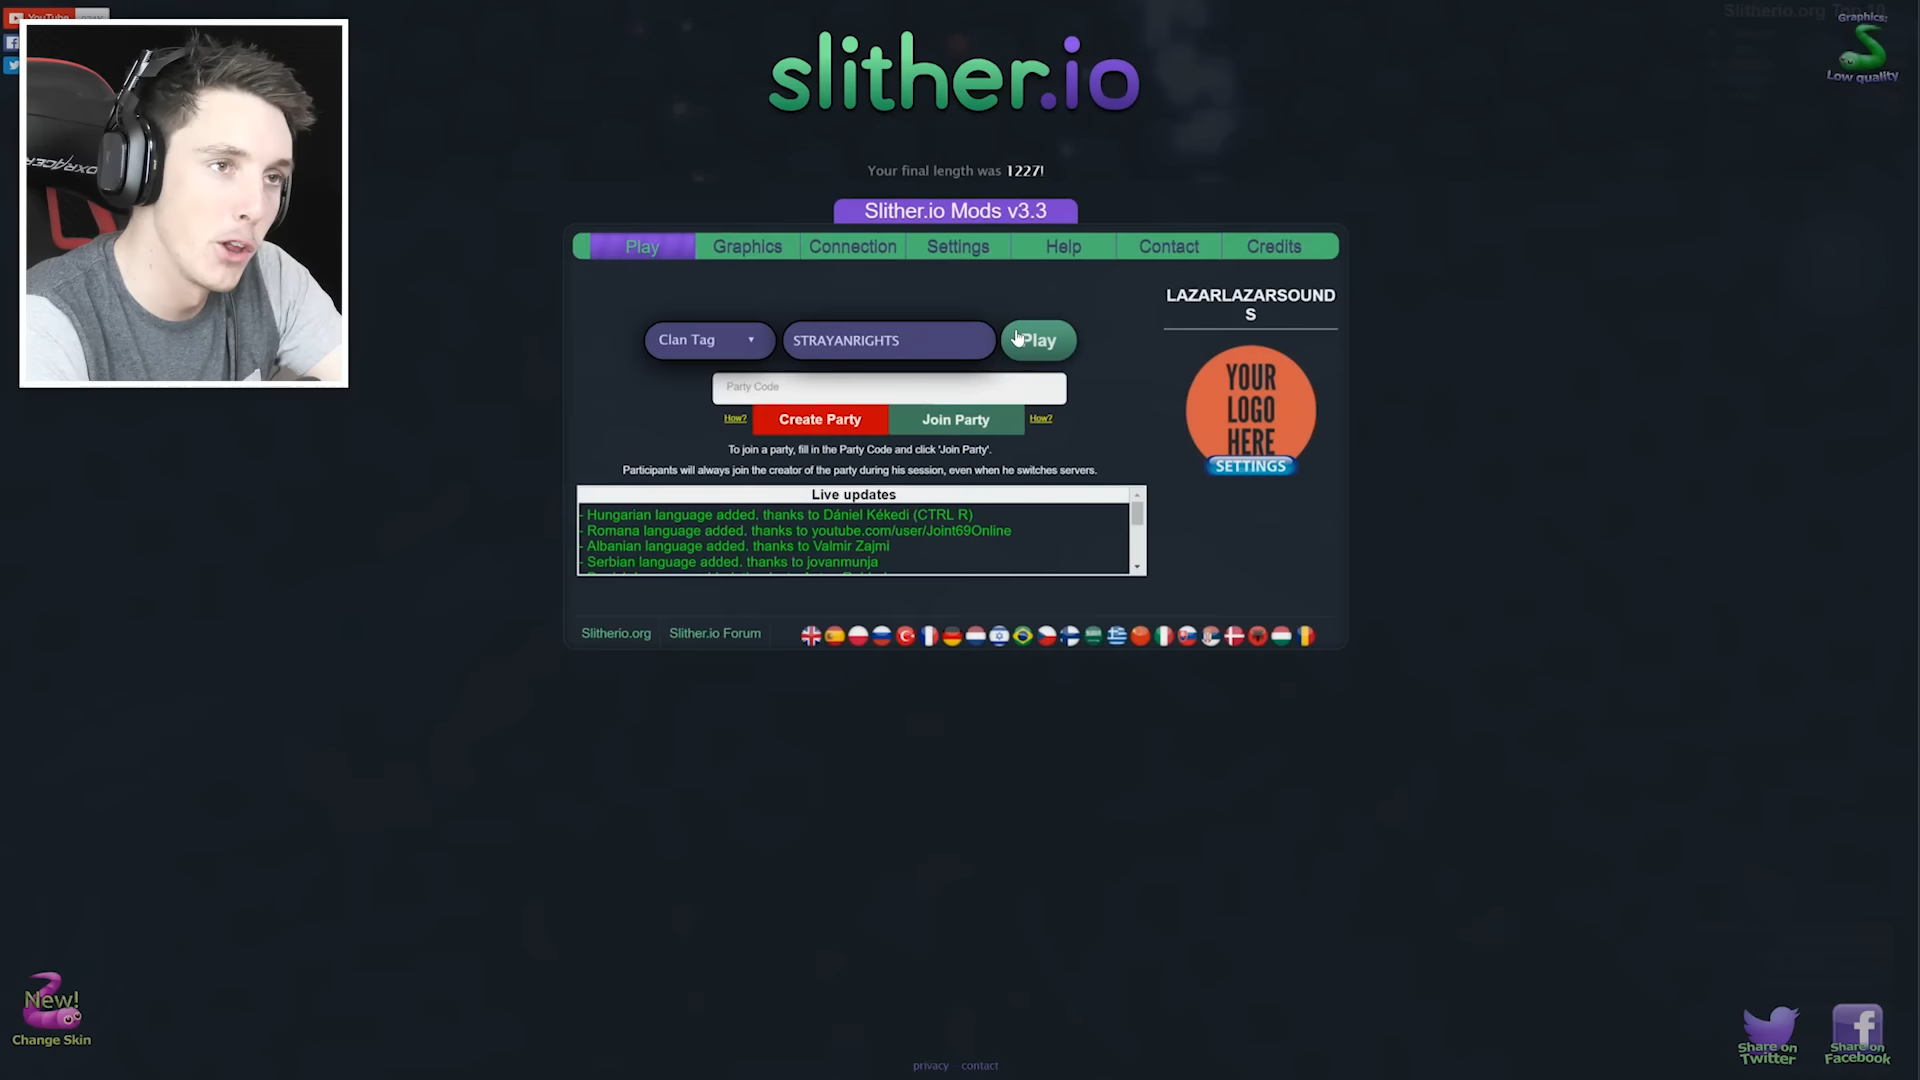 YouTube
Slitherio.org Top 10
Graphics:
Low quality
slither.io
Your final length was 1227!
Slither.io Mods v3.3
Play Graphics Connection Settings Help Contact Credits
LAZARLAZARSOUND
S
Clan Tag STRAYANRIGHTS Play
Party Code
How? Create Party Join Party How?
To join a party, fill in the Party Code and click 'Join Party'.
Participants will always join the creator of the party during his session, even when he switches servers.
YOUR
LOGO
HERE
SETTINGS
Live updates
- Hungarian language added. thanks to Dániel Kékedi (CTRL R)
- Romana language added. thanks to youtube.com/user/Joint69Online
- Albanian language added. thanks to Valmir Zajmi
- Serbian language added. thanks to jovanmunja
Slitherio.org Slither.io Forum
New!
Change Skin
Share on
Twitter
Share on
Facebook
privacy contact